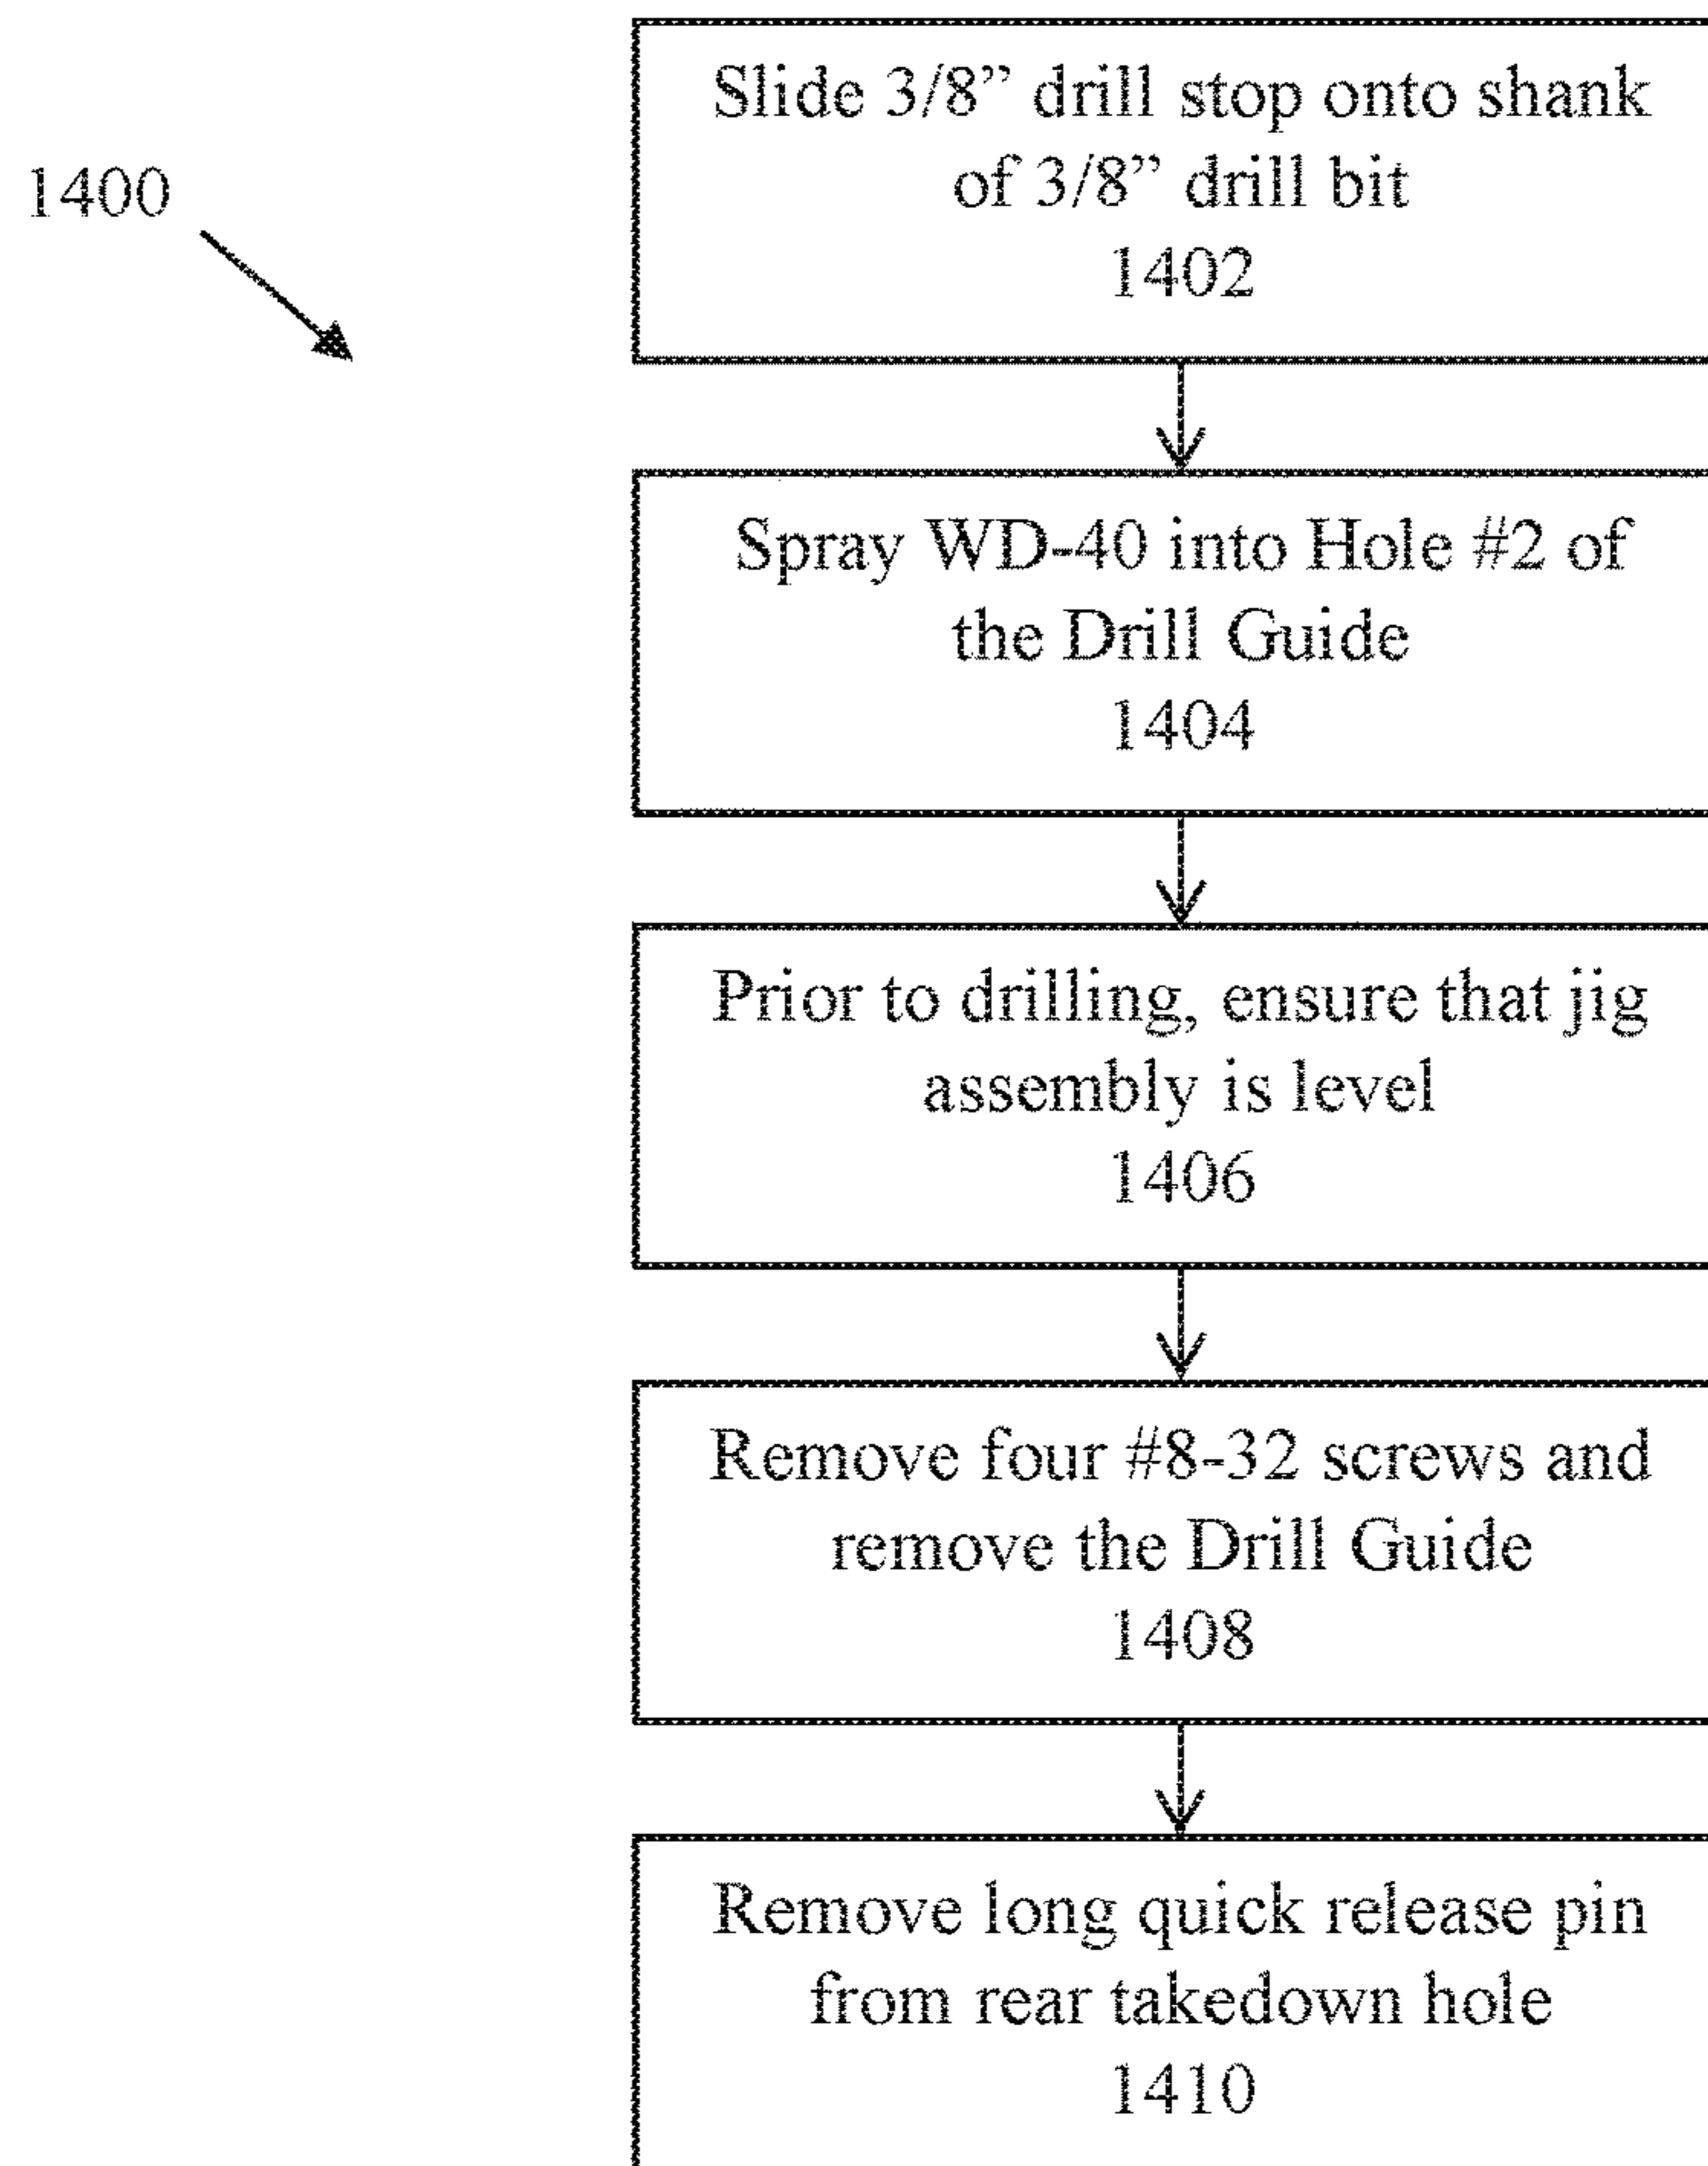 1400
Slide 3/8” drill stop onto shank
of 3/8” drill bit
1402
Spray WD-40 into Hole #2 of
the Drill Guide
1404
Prior to drilling, ensure that jig
assembly is level
1406
Remove four #8-32 screws and
remove the Drill Guide
1408
Remove long quick release pin
from rear takedown hole
1410